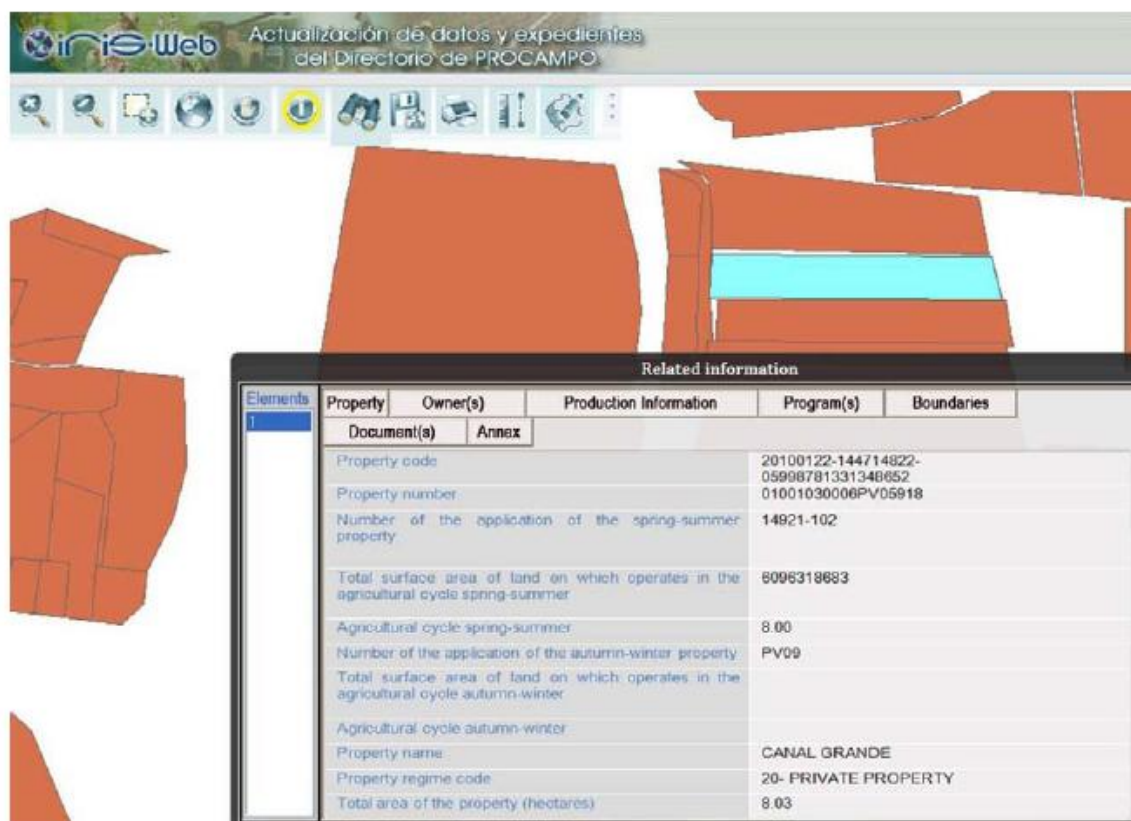 iris-Web
Actualización de datos y expedientes
del Directorio de PROCAMPO
Related information
Elements
1
Property Owner(s) Production Information Program(s) Boundaries
Document(s) Annex
Property code 20100122-144714822-
05998781331348652
Property number 01001030006PV05918
Number of the application of the spring-summer 14921-102
property
Total surface area of land on which operates in the 6096318683
agricultural cycle spring-summer
Agricultural cycle spring-summer 8.00
Number of the application of the autumn-winter property PV09
Total surface area of land on which operates in the
agricultural cycle autumn-winter
Agricultural cycle autumn-winter
Property name CANAL GRANDE
Property regime code 20- PRIVATE PROPERTY
Total area of the property (hectares) 8.03